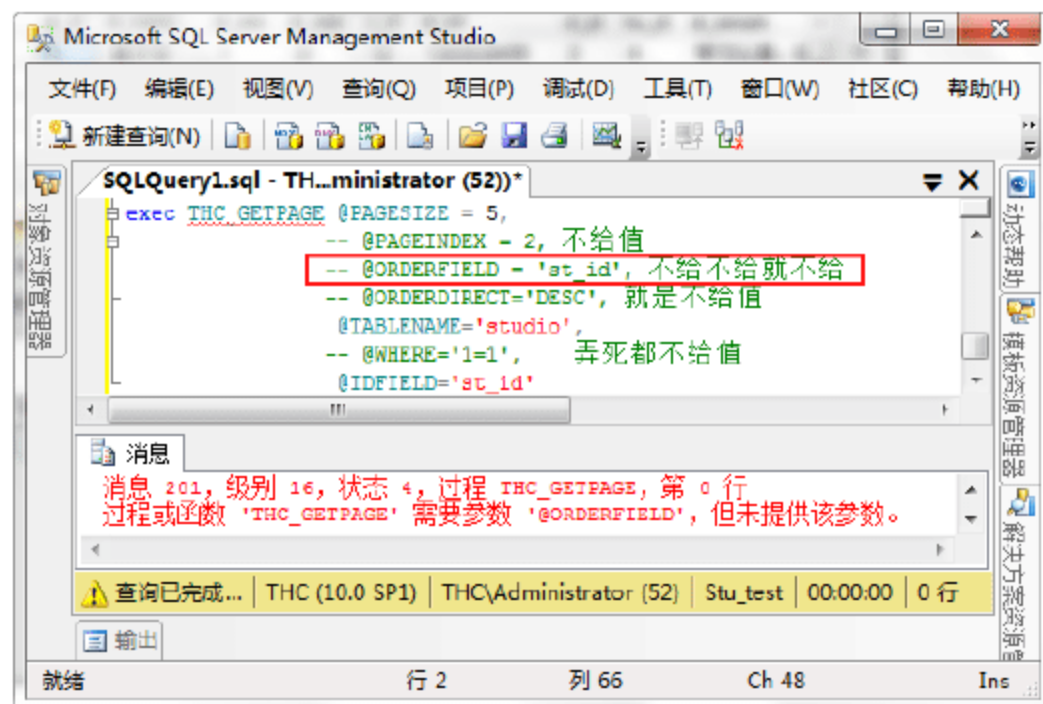 Microsoft SQL Server Management Studio
文件(F) 编辑(E) 视图(V) 查询(Q) 项目(P) 调试(D) 工具(T) 窗口(W) 社区(C) 帮助(H)
新建查询(N)
SQLQuery1.sql - TH...ministrator (52))*
exec THC_GETPAGE @PAGESIZE = 5,
-- @PAGEINDEX = 2, 不给值
-- @ORDERFIELD = 'st_id', 不给不给就不给
-- @ORDERDIRECT='DESC', 就是不给值
@TABLENAME='studio',
-- @WHERE='1=1', 弄死都不给值
@IDFIELD='st_id'
对象资源管理器
动态帮助
模板资源管理器
解决方案资源管
消息
消息 201，级别 16，状态 4，过程 THC_GETPAGE，第 0 行
过程或函数 'THC_GETPAGE' 需要参数 '@ORDERFIELD'，但未提供该参数。
查询已完成... THC (10.0 SP1) THC\Administrator (52) Stu_test 00:00:00 0 行
输出
就绪 行 2 列 66 Ch 48 Ins